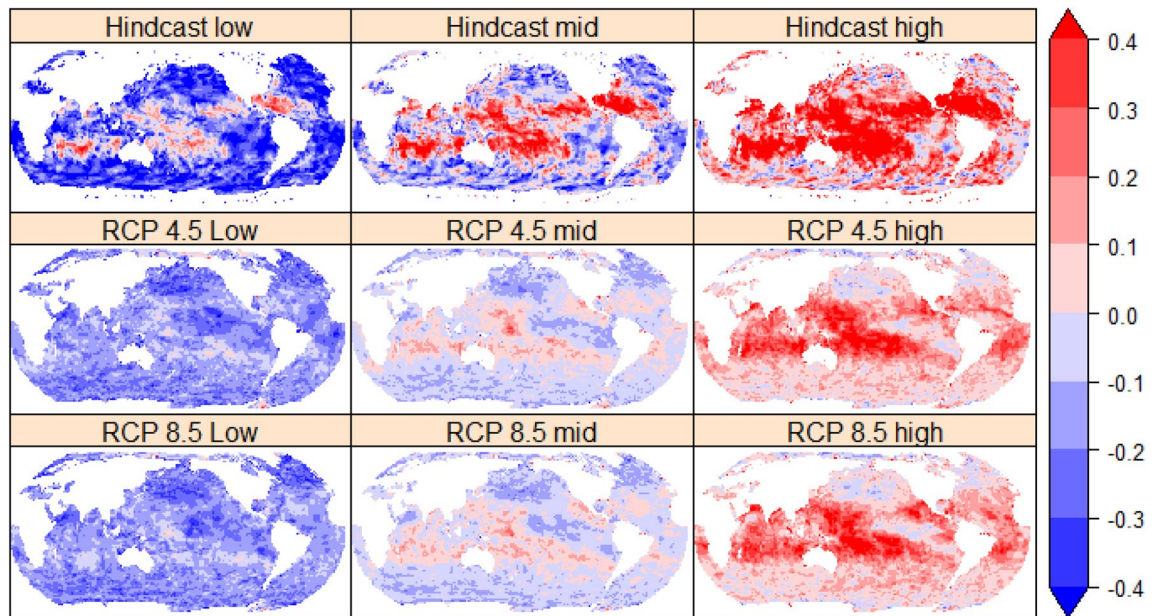 Hindcast low
Hindcast mid
Hindcast high
RCP 4.5 Low
RCP 4.5 mid
RCP 4.5 high
RCP 8.5 Low
RCP 8.5 mid
RCP 8.5 high
0.4
0.3
0.2
0.1
0.0
-0.1
-0.2
-0.3
-0.4